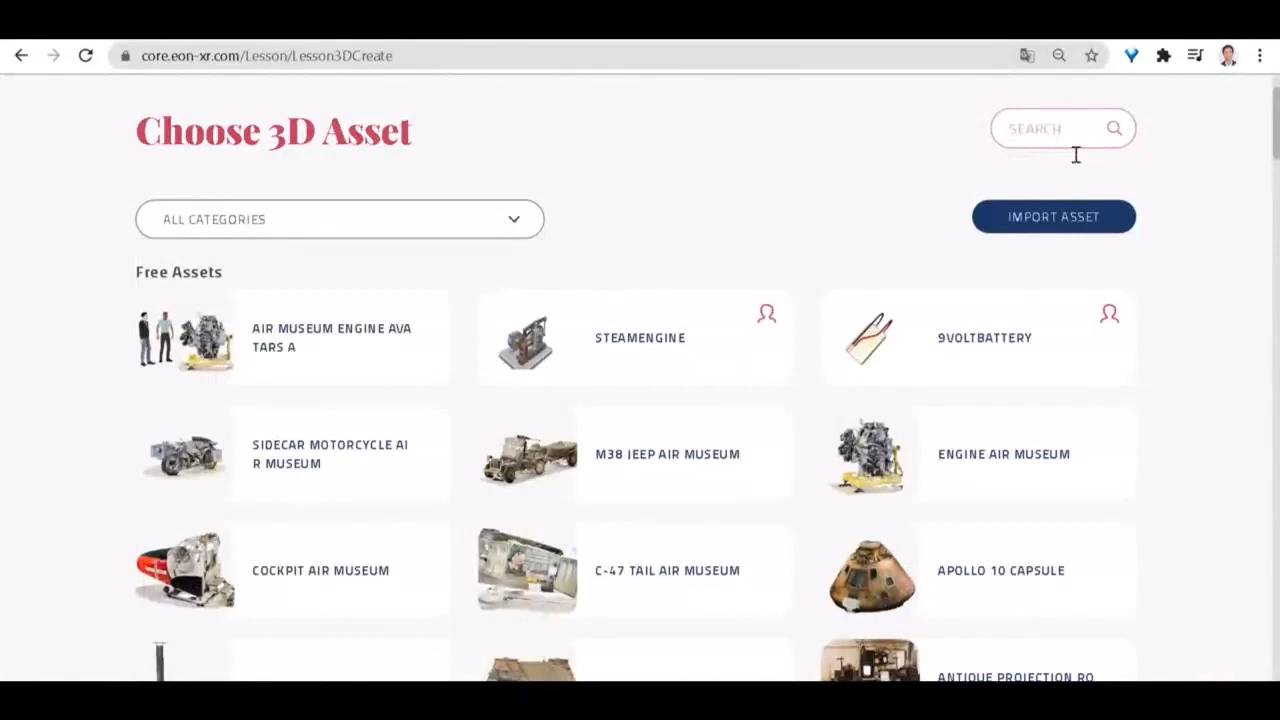 core.eon-xr.com/Lesson/Lesson3DCreate
Choose 3D Asset
SEARCH
ALL CATEGORIES
IMPORT ASSET
Free Assets
AIR MUSEUM ENGINE AVA
TARS A
STEAMENGINE
9VOLTBATTERY
SIDECAR MOTORCYCLE AI
R MUSEUM
M38 JEEP AIR MUSEUM
ENGINE AIR MUSEUM
COCKPIT AIR MUSEUM
C-47 TAIL AIR MUSEUM
APOLLO 10 CAPSULE
ANTIQUE PROJECTION RO